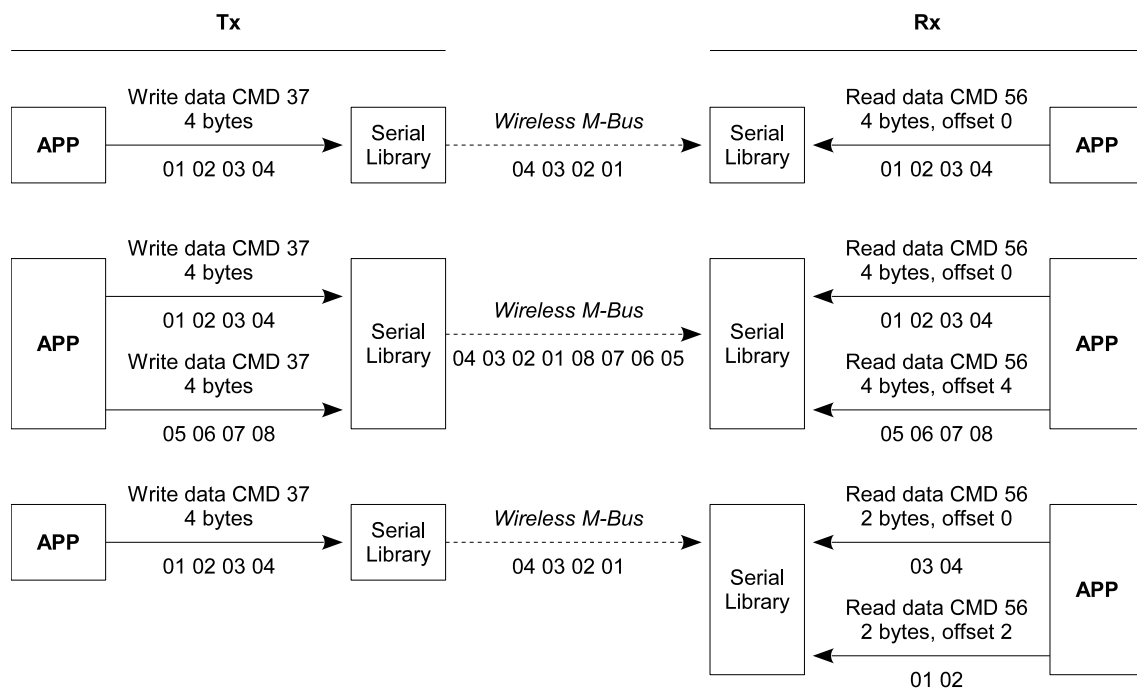 Tx
Rx
Write data CMD 37
4 bytes
APP
01 02 03 04
Serial
Library
Wireless M-Bus
04 03 02 01
Serial
Library
Read data CMD 56
4 bytes, offset 0
01 02 03 04
APP
APP
Write data CMD 37
4 bytes
01 02 03 04
Write data CMD 37
4 bytes
05 06 07 08
Serial
Library
Wireless M-Bus
04 03 02 01 08 07 06 05
Serial
Library
Read data CMD 56
4 bytes, offset 0
01 02 03 04
Read data CMD 56
4 bytes, offset 4
05 06 07 08
APP
APP
Write data CMD 37
4 bytes
01 02 03 04
Serial
Library
Wireless M-Bus
04 03 02 01
Serial
Library
Read data CMD 56
2 bytes, offset 0
03 04
Read data CMD 56
2 bytes, offset 2
01 02
APP